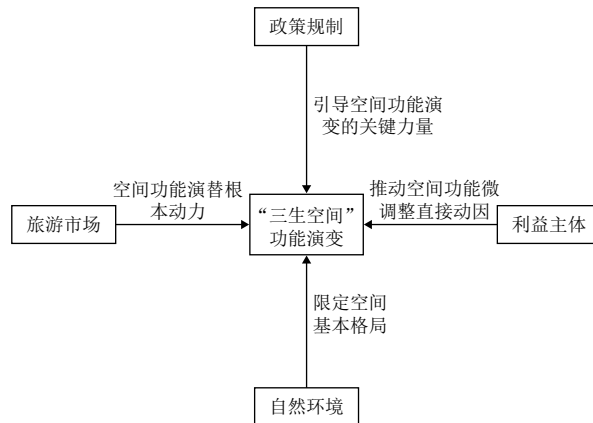 政策规制
引导空间功能演
变的关键力量
空间功能演替根
本动力
推动空间功能微
调整直接动因
旅游市场
“三生空间”
功能演变
利益主体
限定空间
基本格局
自然环境